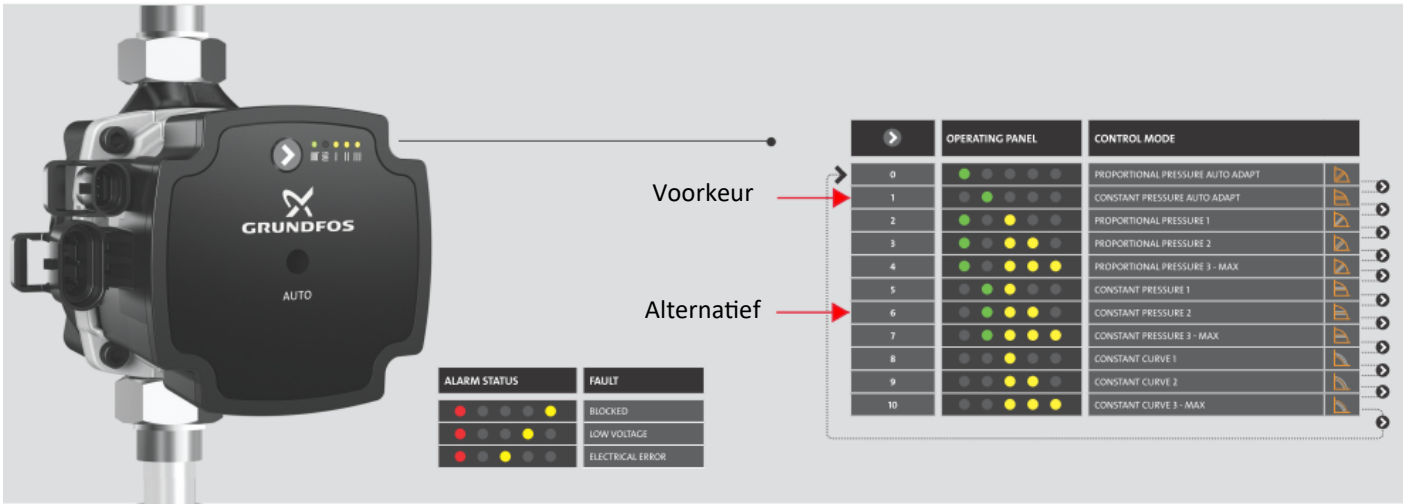 I II III
GRUNDFOS
AUTO
Voorkeur
Alternatief
ALARM STATUS FAULT
BLOCKED
LOW VOLTAGE
ELECTRICAL ERROR
OPERATING PANEL CONTROL MODE
0 PROPORTIONAL PRESSURE AUTO ADAPT
1 CONSTANT PRESSURE AUTO ADAPT
2 PROPORTIONAL PRESSURE 1
3 PROPORTIONAL PRESSURE 2
4 PROPORTIONAL PRESSURE 3 - MAX
5 CONSTANT PRESSURE 1
6 CONSTANT PRESSURE 2
7 CONSTANT PRESSURE 3 - MAX
8 CONSTANT CURVE 1
9 CONSTANT CURVE 2
10 CONSTANT CURVE 3 - MAX